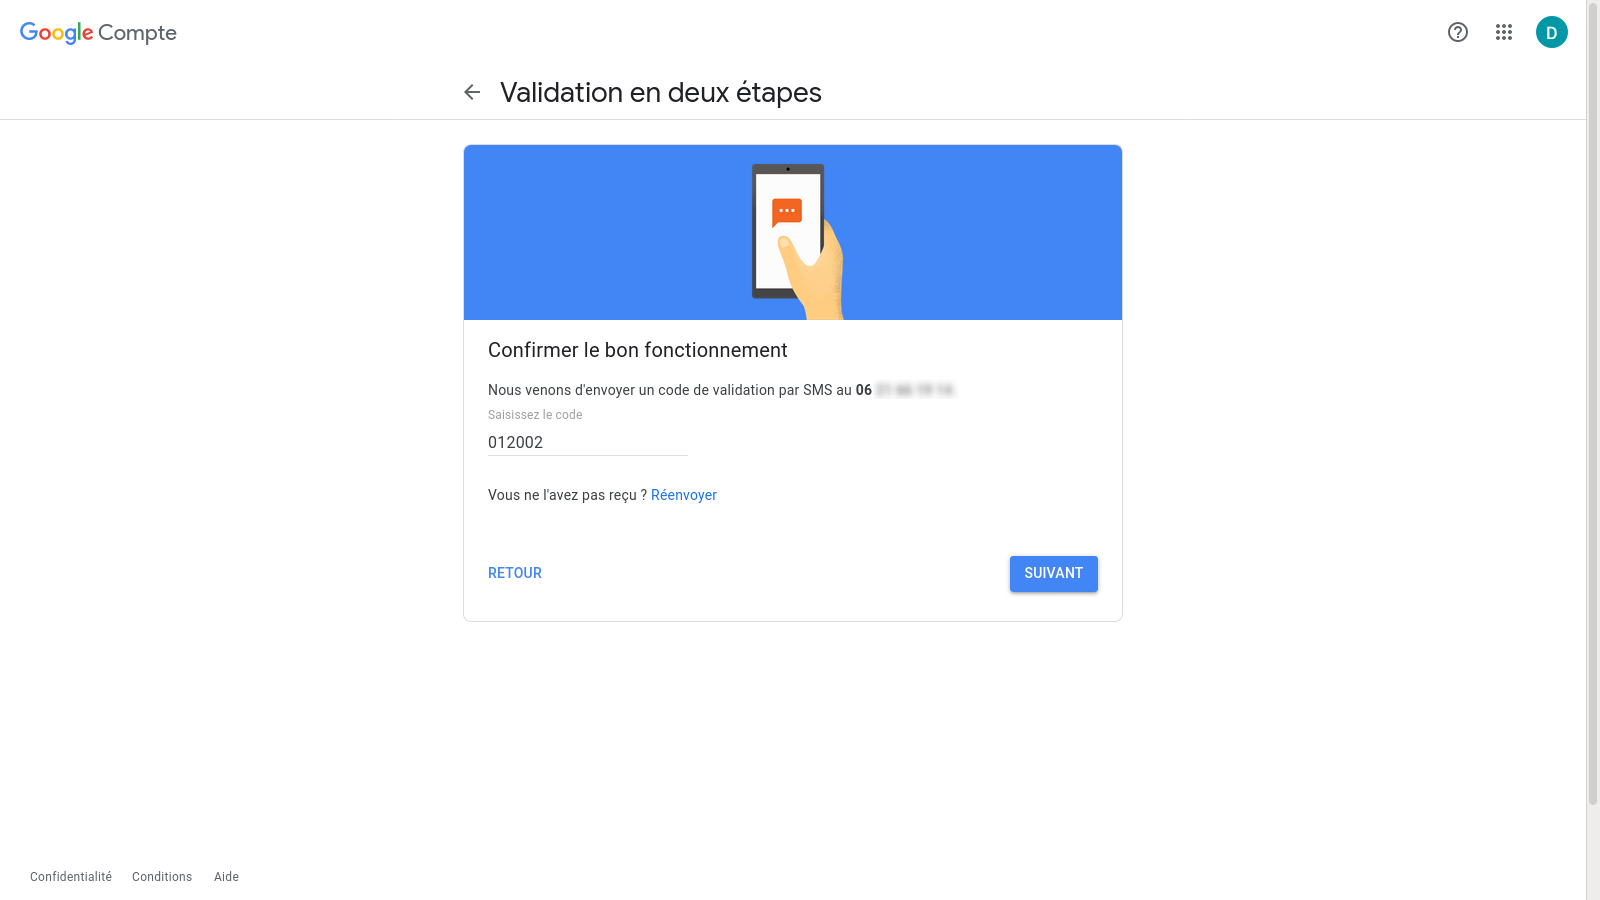 Google Compte
D
Validation en deux étapes
Confirmer le bon fonctionnement
Nous venons d'envoyer un code de validation par SMS au 06
Saisissez le code
012002
Vous ne l'avez pas reçu ? Réenvoyer
RETOUR
SUIVANT
Confidentialité Conditions Aide